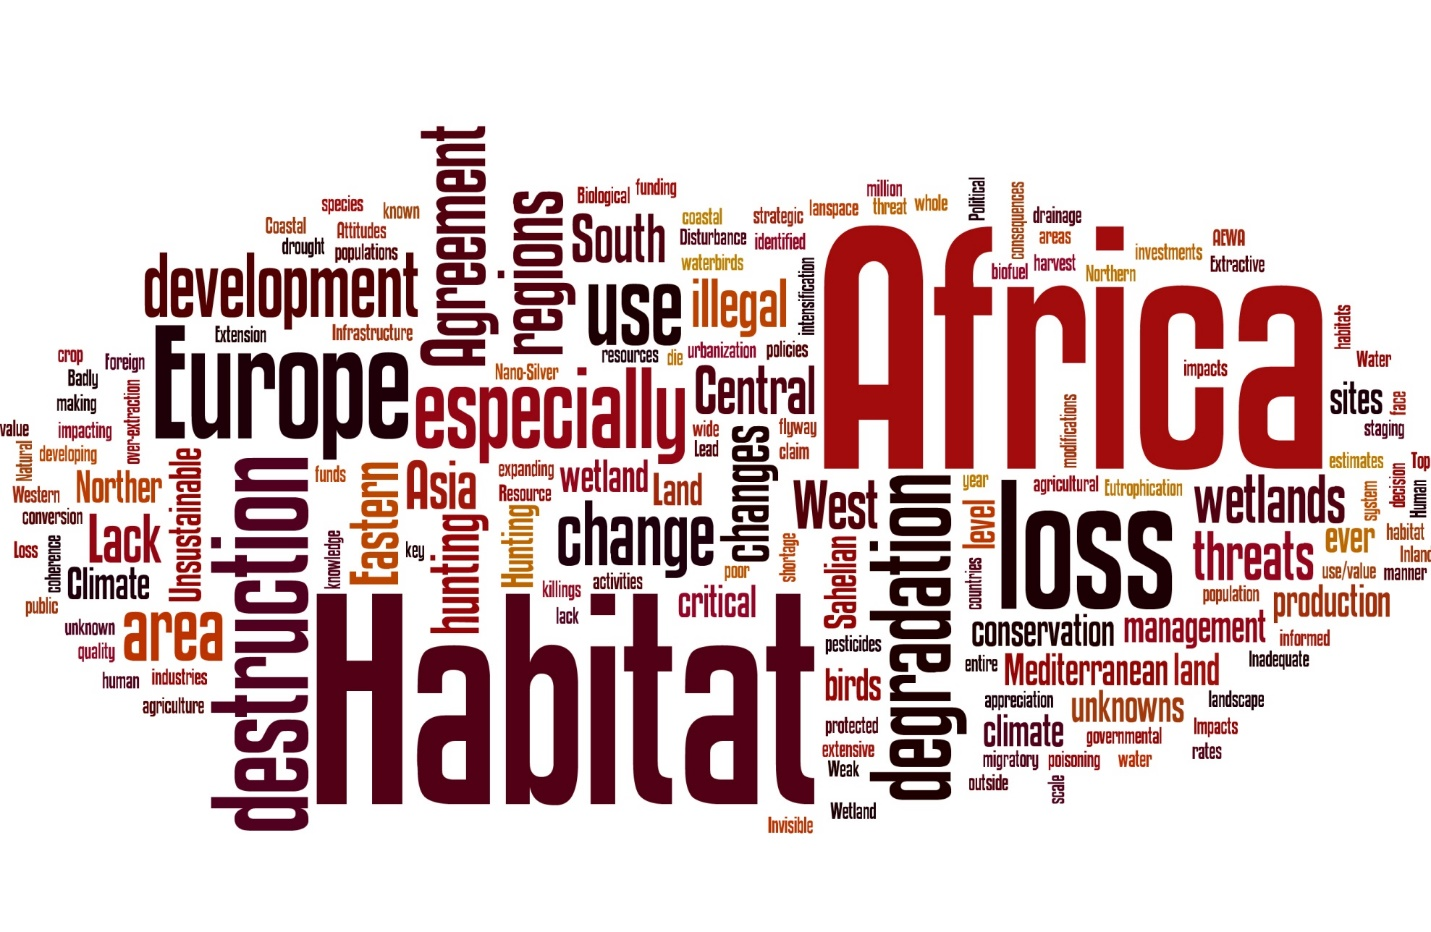 Agreement
regions
species
Coastal
known
Attitudes
drought
populations
Biological
funding
South
coastal
strategic
lanspace
million
threat
whole
Political
consequences
drainage
areas
investments
AEWA
Extractive
Disturbance
identified
waterbirds
biofuel
harvest
Northern
Africa
development
Extension
Infrastructure
use
illegal
intensification
resources
die
urbanization
policies
impacts
habitats
Water
crop
foreign
Badly
making
over-extraction
Europe
Nano-Silver
especially
Central
modifications
sites
face
staging
value
impacting
Natural
developing
wide
Lead
flyway
claim
changes
estimates
Top
Western
Norther
Unsustainable
destruction
funds
Eastern
Asia
expanding
Resource
wetland
Land
West
degradation
year
agricultural
Eutrophication
wetlands
system
decision
Human
conversion
Lack
Loss
coherence
Climate
knowledge
key
hunting
Hunting
change
shortage
poor
level
loss
threats
ever
habitat
Inland
use/value
manner
public
killings
activities
lack
critical
Sahelian
countries
population
production
unknown
area
quality
human
industries
agriculture
Habitat
pesticides
conservation
management
informed
entire
Mediterranean
land
Inadequate
birds
appreciation
unknowns
landscape
protected
climate
governmental
Impacts
extensive
Weak
migratory
poisoning
water
rates
outside
scale
Wetland
Invisible